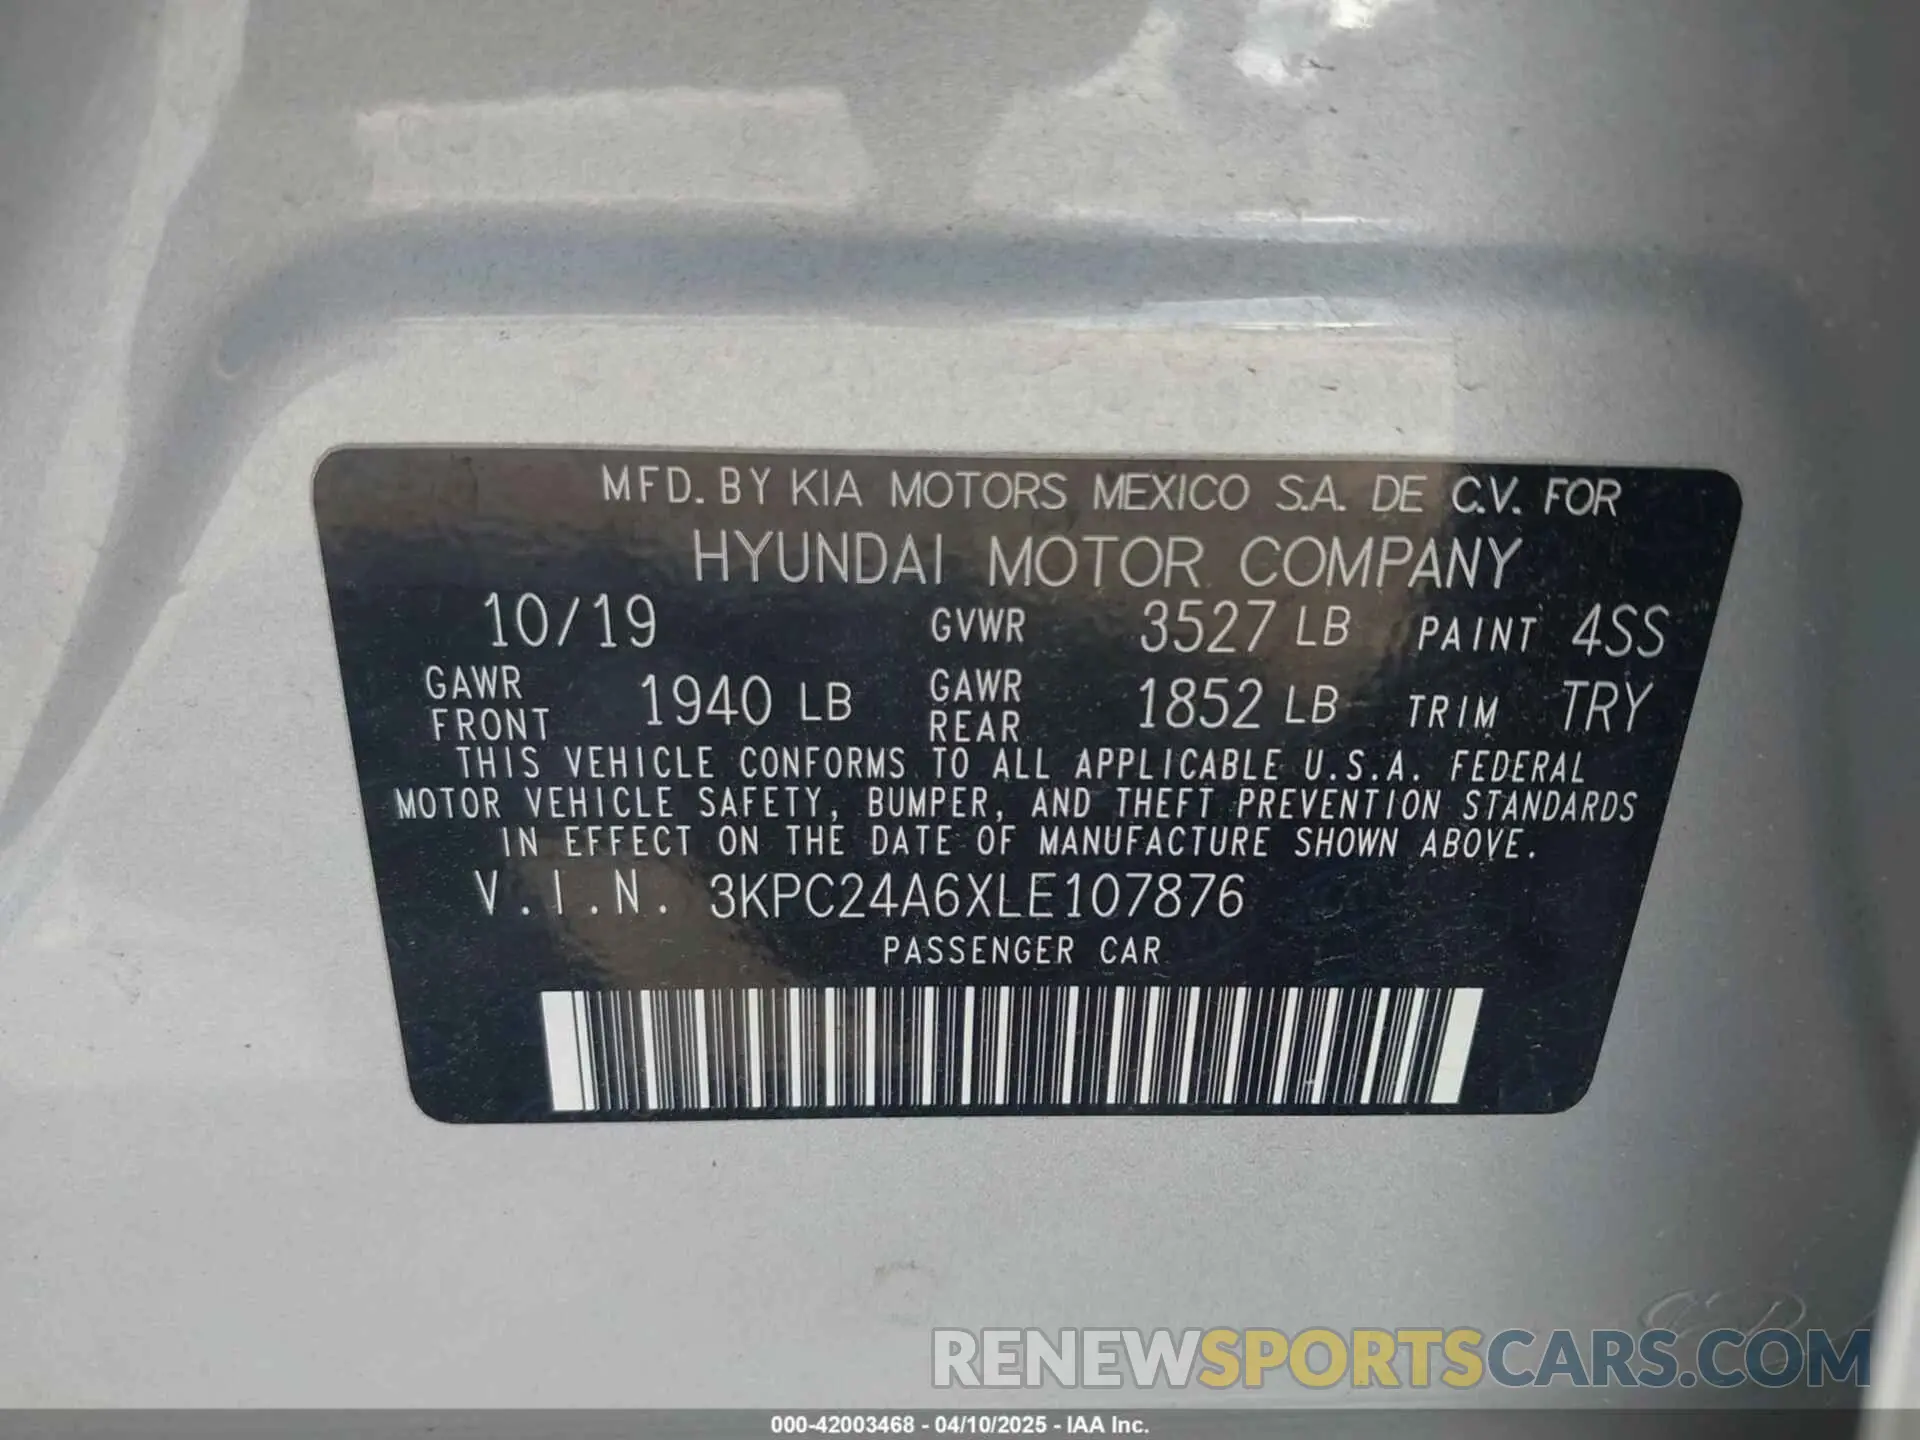 MFD. BY KIA MOTORS MEXICO S.A. DE C.V. FOR
HYUNDAI MOTOR COMPANY
10/19 GVWR 3527 LB PAINT 4SS
GAWR FRONT 1940 LB GAWR REAR 1852 LB TRIM TRY
THIS VEHICLE CONFORMS TO ALL APPLICABLE U.S.A. FEDERAL
MOTOR VEHICLE SAFETY, BUMPER, AND THEFT PREVENTION STANDARDS
IN EFFECT ON THE DATE OF MANUFACTURE SHOWN ABOVE.
V.I.N. 3KPC24A6XLE107876
PASSENGER CAR
RENEWSPORTSCARS.COM
000-42003468 - 04/10/2025 - IAA Inc.